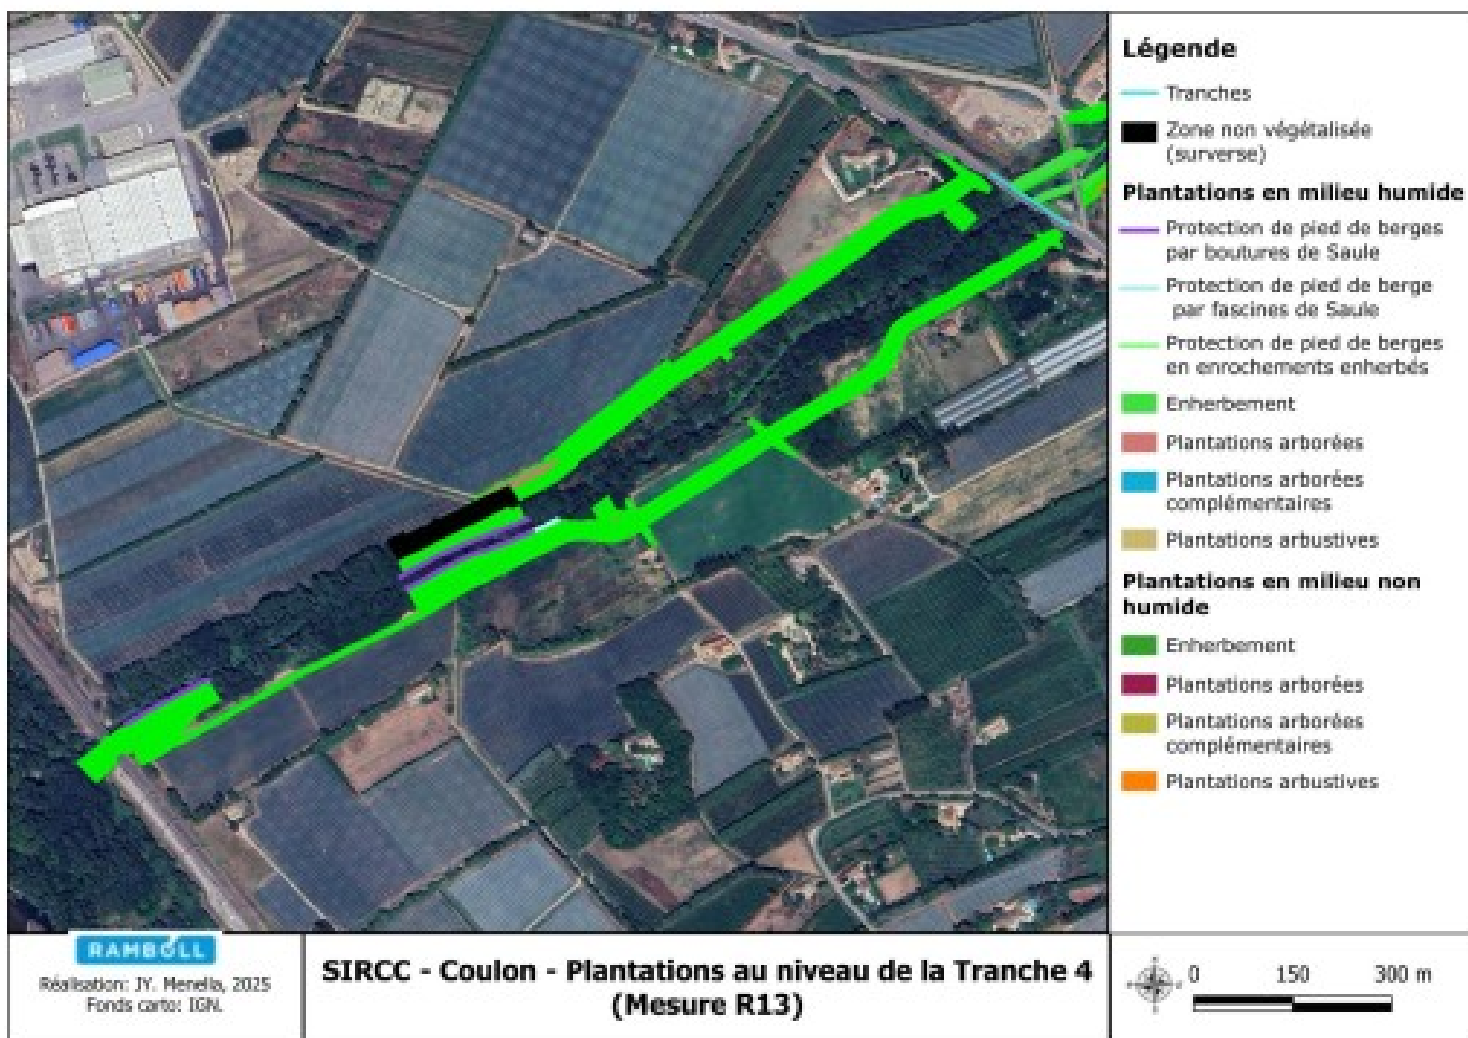 Légende
Tranches
Zone non végétalisée
(surverse)
Plantations en milieu humide
Protection de pied de berges
par boutures de Saule
Protection de pied de berge
par fascines de Saule
Protection de pied de berges
en enrochements enherbés
Enherbement
Plantations arborées
Plantations arborées
complémentaires
Plantations arbustives
Plantations en milieu non
humide
Enherbement
Plantations arborées
Plantations arborées
complémentaires
Plantations arbustives
RAMBOLL
Réalisation: JY. Menella, 2025
Fonds carto: IGN.
SIRCC - Coulon - Plantations au niveau de la Tranche 4
(Mesure R13)
0 150 300 m